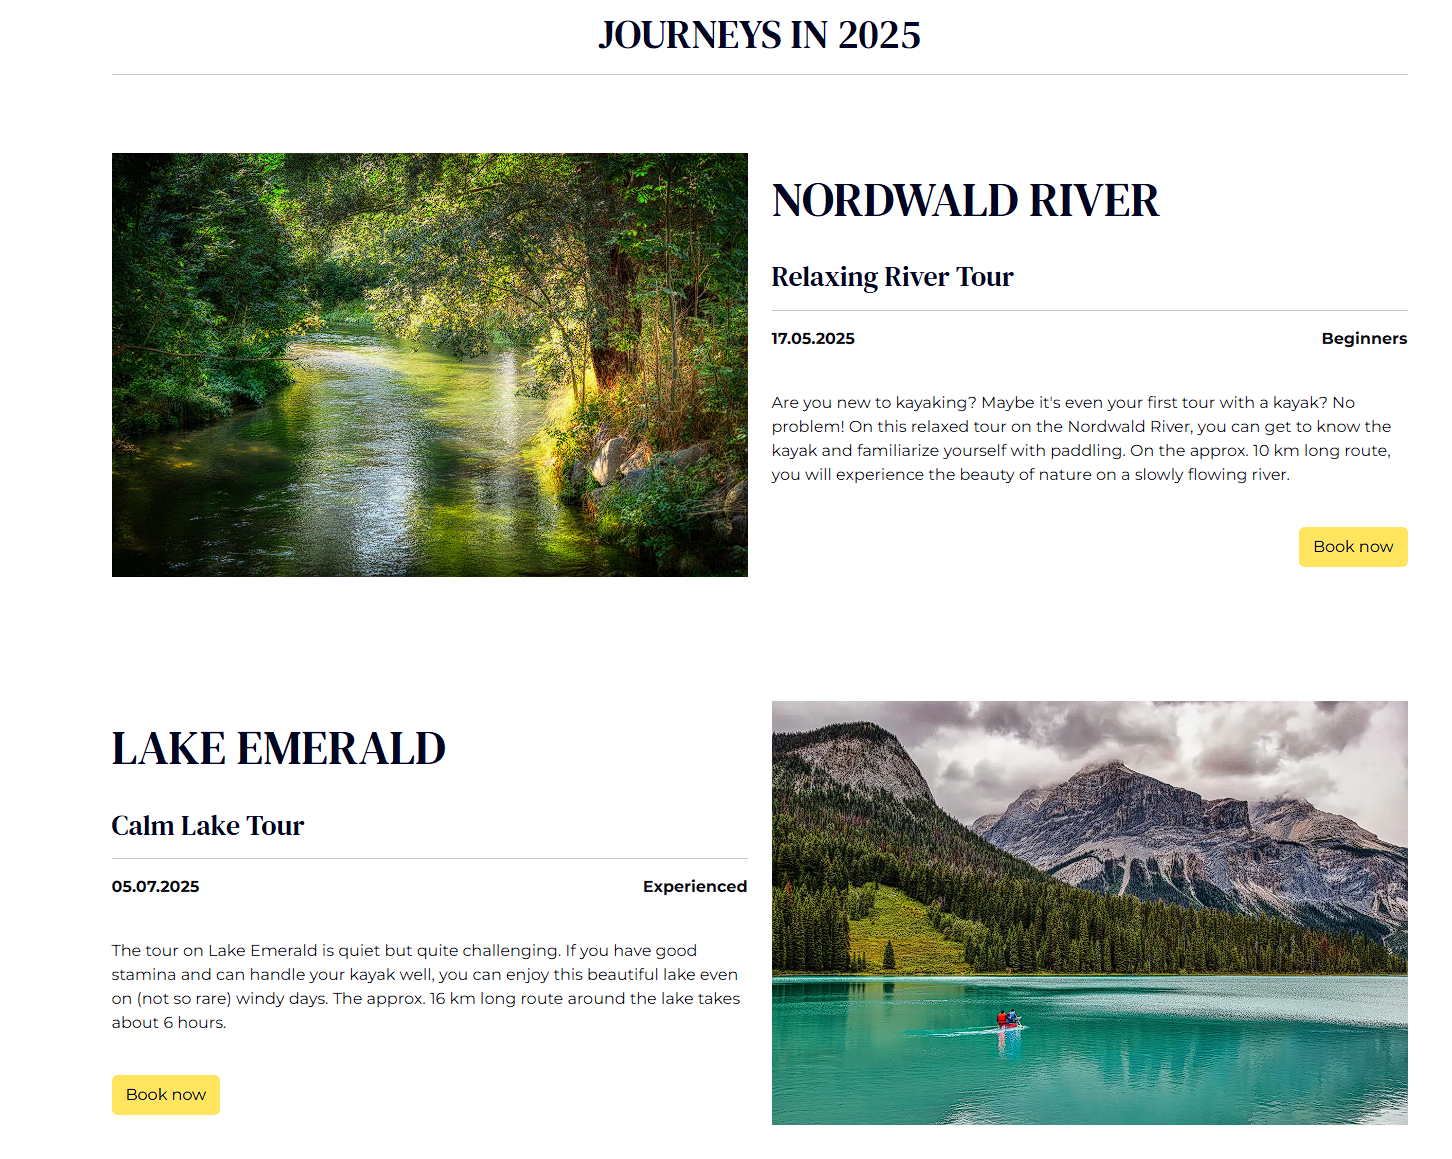 JOURNEYS IN 2025
NORDWALD RIVER
Relaxing River Tour
17.05.2025 Beginners
Are you new to kayaking? Maybe it's even your first tour with a kayak? No
problem! On this relaxed tour on the Nordwald River, you can get to know the
kayak and familiarize yourself with paddling. On the approx. 10 km long route,
you will experience the beauty of nature on a slowly flowing river.
Book now
LAKE EMERALD
Calm Lake Tour
05.07.2025 Experienced
The tour on Lake Emerald is quiet but quite challenging. If you have good
stamina and can handle your kayak well, you can enjoy this beautiful lake even
on (not so rare) windy days. The approx. 16 km long route around the lake takes
about 6 hours.
Book now